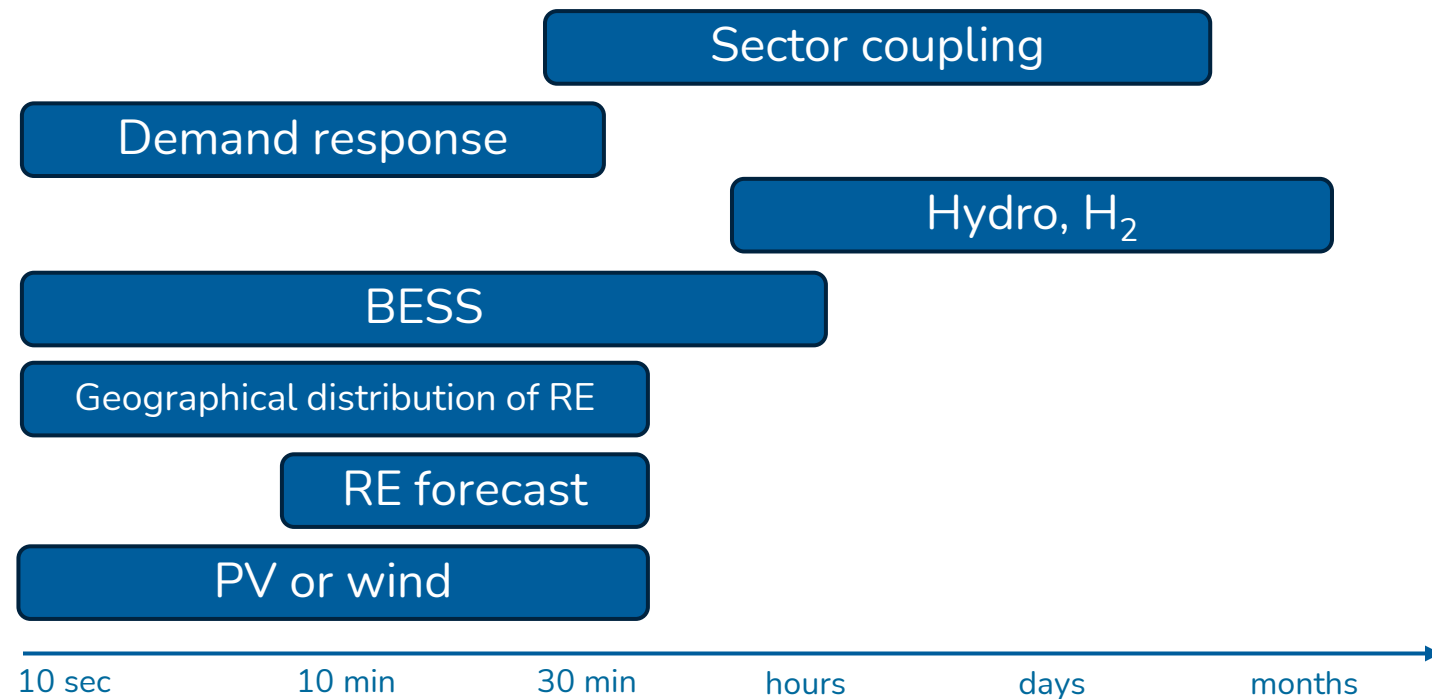 Sector coupling
Demand response
Hydro, H₂
BESS
Geographical distribution of RE
RE forecast
PV or wind
10 sec 10 min 30 min hours days months